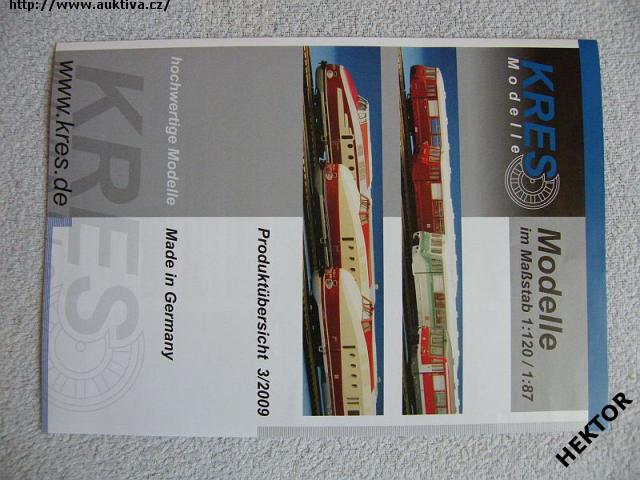 http://www.auktiva.cz/
KRES
Modelle
Modelle
im Maßstab 1:120 / 1:87
Produktübersicht 3/2009
hochwertige Modelle
Made in Germany
KRES
www.kres.de
HEKTOR